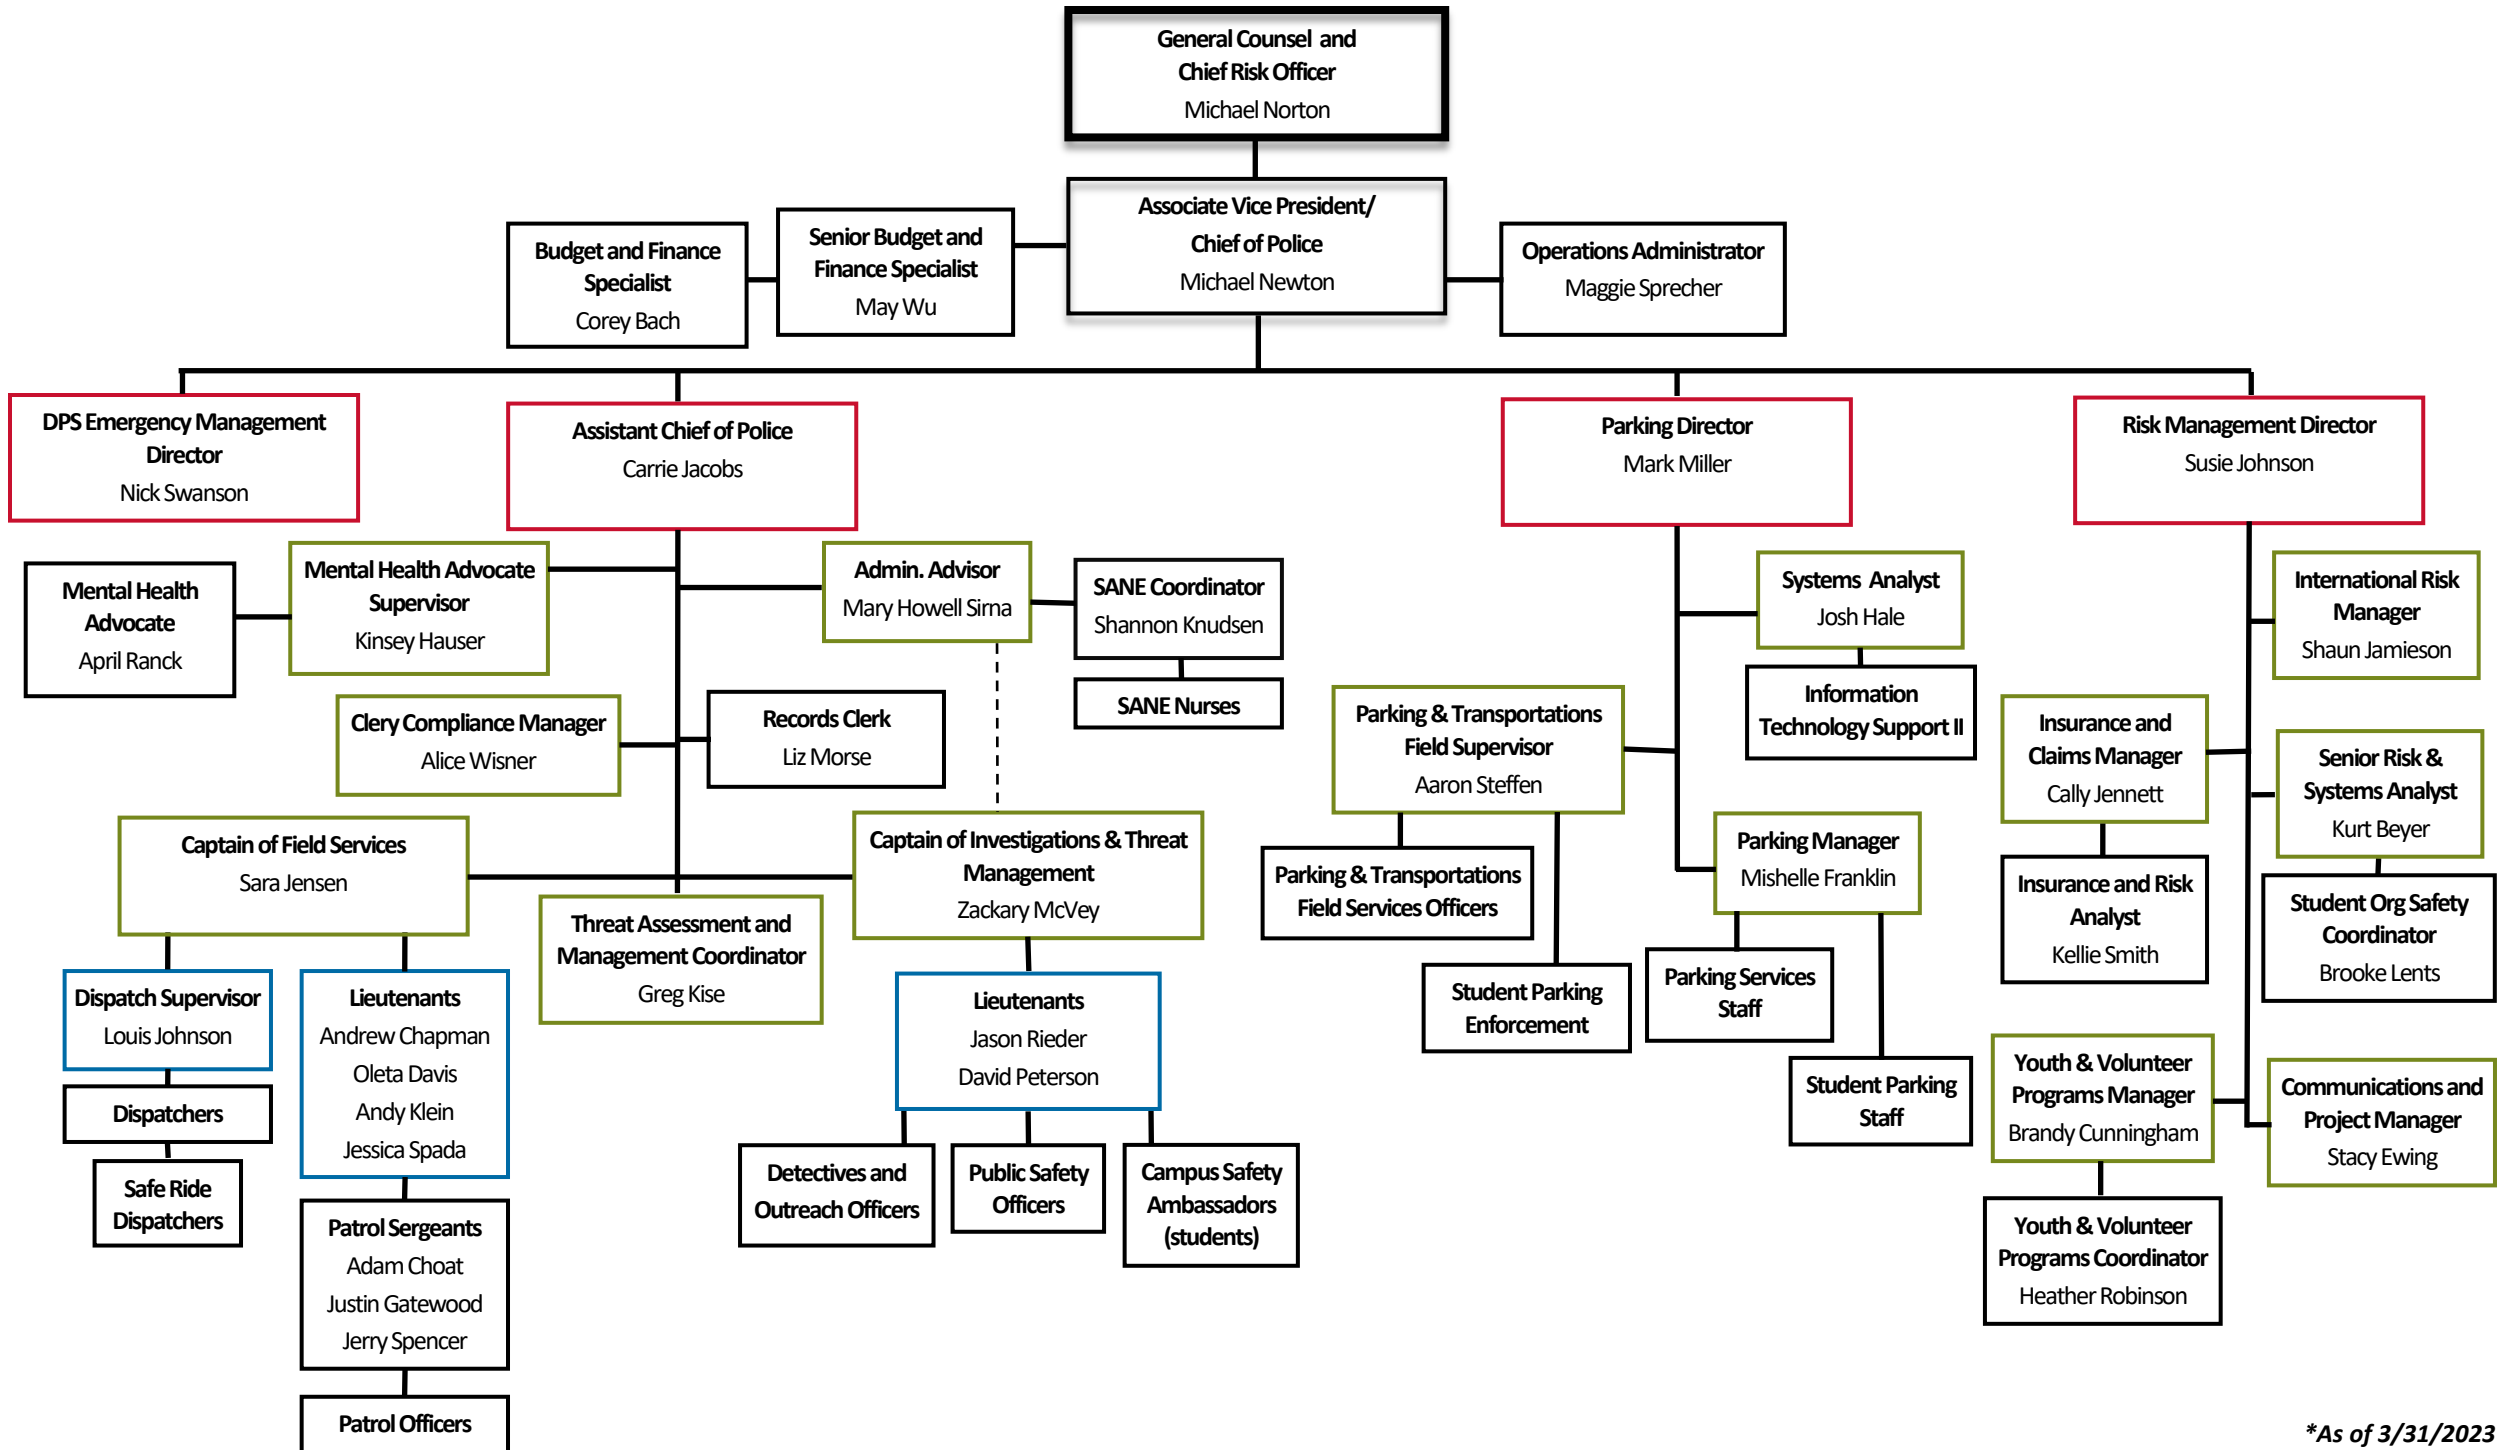 General Counsel and
Chief Risk Officer
Michael Norton
Associate Vice President/
Chief of Police
Michael Newton
Budget and Finance
Specialist
Corey Bach
Senior Budget and
Finance Specialist
May Wu
Operations Administrator
Maggie Sprecher
DPS Emergency Management
Director
Nick Swanson
Assistant Chief of Police
Carrie Jacobs
Parking Director
Mark Miller
Risk Management Director
Susie Johnson
Mental Health
Advocate
April Ranck
Mental Health Advocate
Supervisor
Kinsey Hauser
Admin. Advisor
Mary Howell Sirna
SANE Coordinator
Shannon Knudsen
SANE Nurses
Clery Compliance Manager
Alice Wisner
Records Clerk
Liz Morse
Captain of Field Services
Sara Jensen
Threat Assessment and
Management Coordinator
Greg Kise
Captain of Investigations & Threat
Management
Zackary McVey
Dispatch Supervisor
Louis Johnson
Dispatchers
Safe Ride
Dispatchers
Lieutenants
Andrew Chapman
Oleta Davis
Andy Klein
Jessica Spada
Patrol Sergeants
Adam Choat
Justin Gatewood
Jerry Spencer
Patrol Officers
Lieutenants
Jason Rieder
David Peterson
Detectives and
Outreach Officers
Public Safety
Officers
Campus Safety
Ambassadors
(students)
Systems Analyst
Josh Hale
Information
Technology Support II
Parking & Transportations
Field Supervisor
Aaron Steffen
Parking & Transportations
Field Services Officers
Student Parking
Enforcement
Parking Manager
Mishelle Franklin
Parking Services
Staff
Student Parking
Staff
International Risk
Manager
Shaun Jamieson
Insurance and
Claims Manager
Cally Jennett
Insurance and Risk
Analyst
Kellie Smith
Senior Risk &
Systems Analyst
Kurt Beyer
Student Org Safety
Coordinator
Brooke Lents
Youth & Volunteer
Programs Manager
Brandy Cunningham
Youth & Volunteer
Programs Coordinator
Heather Robinson
Communications and
Project Manager
Stacy Ewing
*As of 3/31/2023